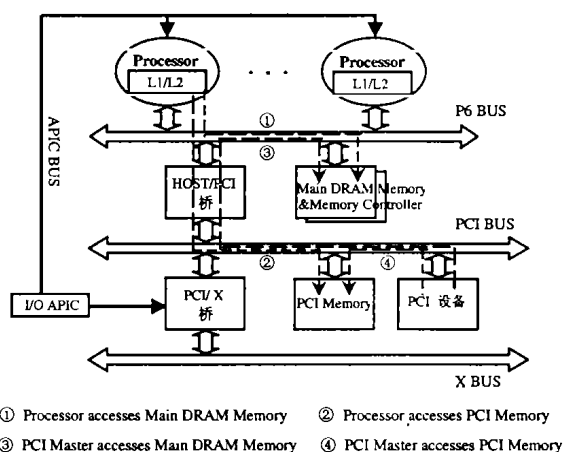 Processor
L1/L2
. . .
Processor
L1/L2
APIC BUS
P6 BUS
①
③
HOST/PCI
桥
Main DRAM Memory
&Memory Controller
PCI BUS
②
④
I/O APIC
PCI/ X
桥
PCI Memory
PCI 设备
X BUS
① Processor accesses Main DRAM Memory
② Processor accesses PCI Memory
③ PCI Master accesses Main DRAM Memory
④ PCI Master accesses PCI Memory